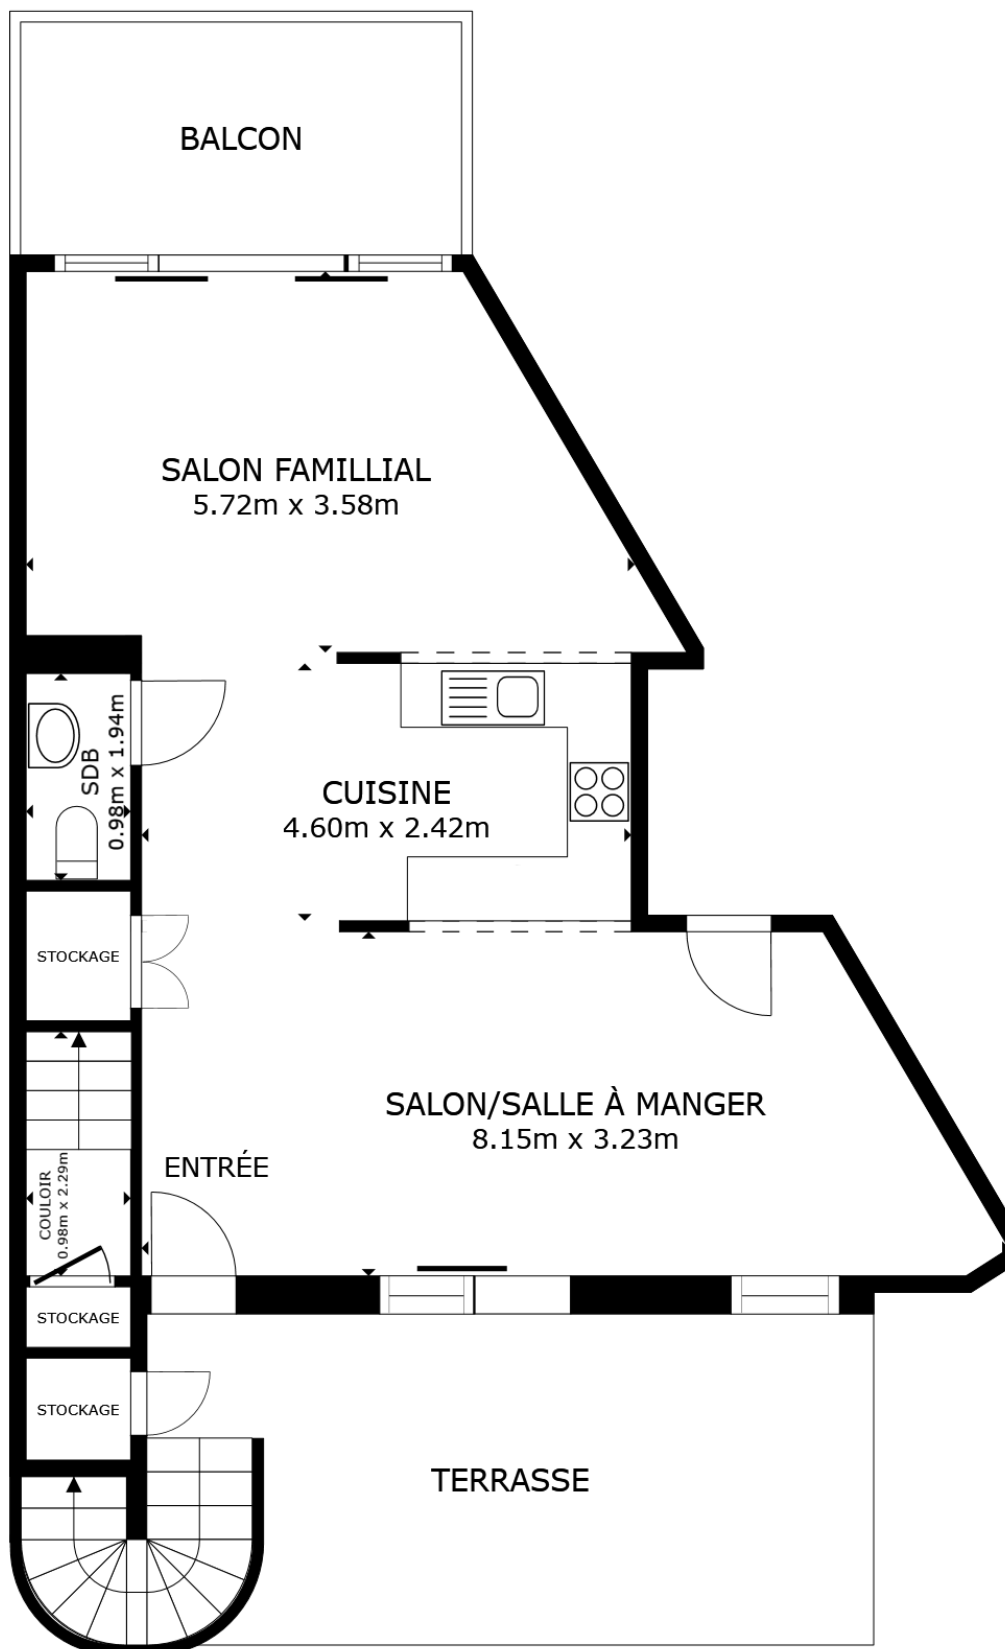 BALCON
SALON FAMILLIAL
5.72m x 3.58m
SDB
0.98m x 1.94m
CUISINE
4.60m x 2.42m
STOCKAGE
SALON/SALLE À MANGER
8.15m x 3.23m
ENTRÉE
COULOIR
0.98m x 2.29m
STOCKAGE
STOCKAGE
TERRASSE